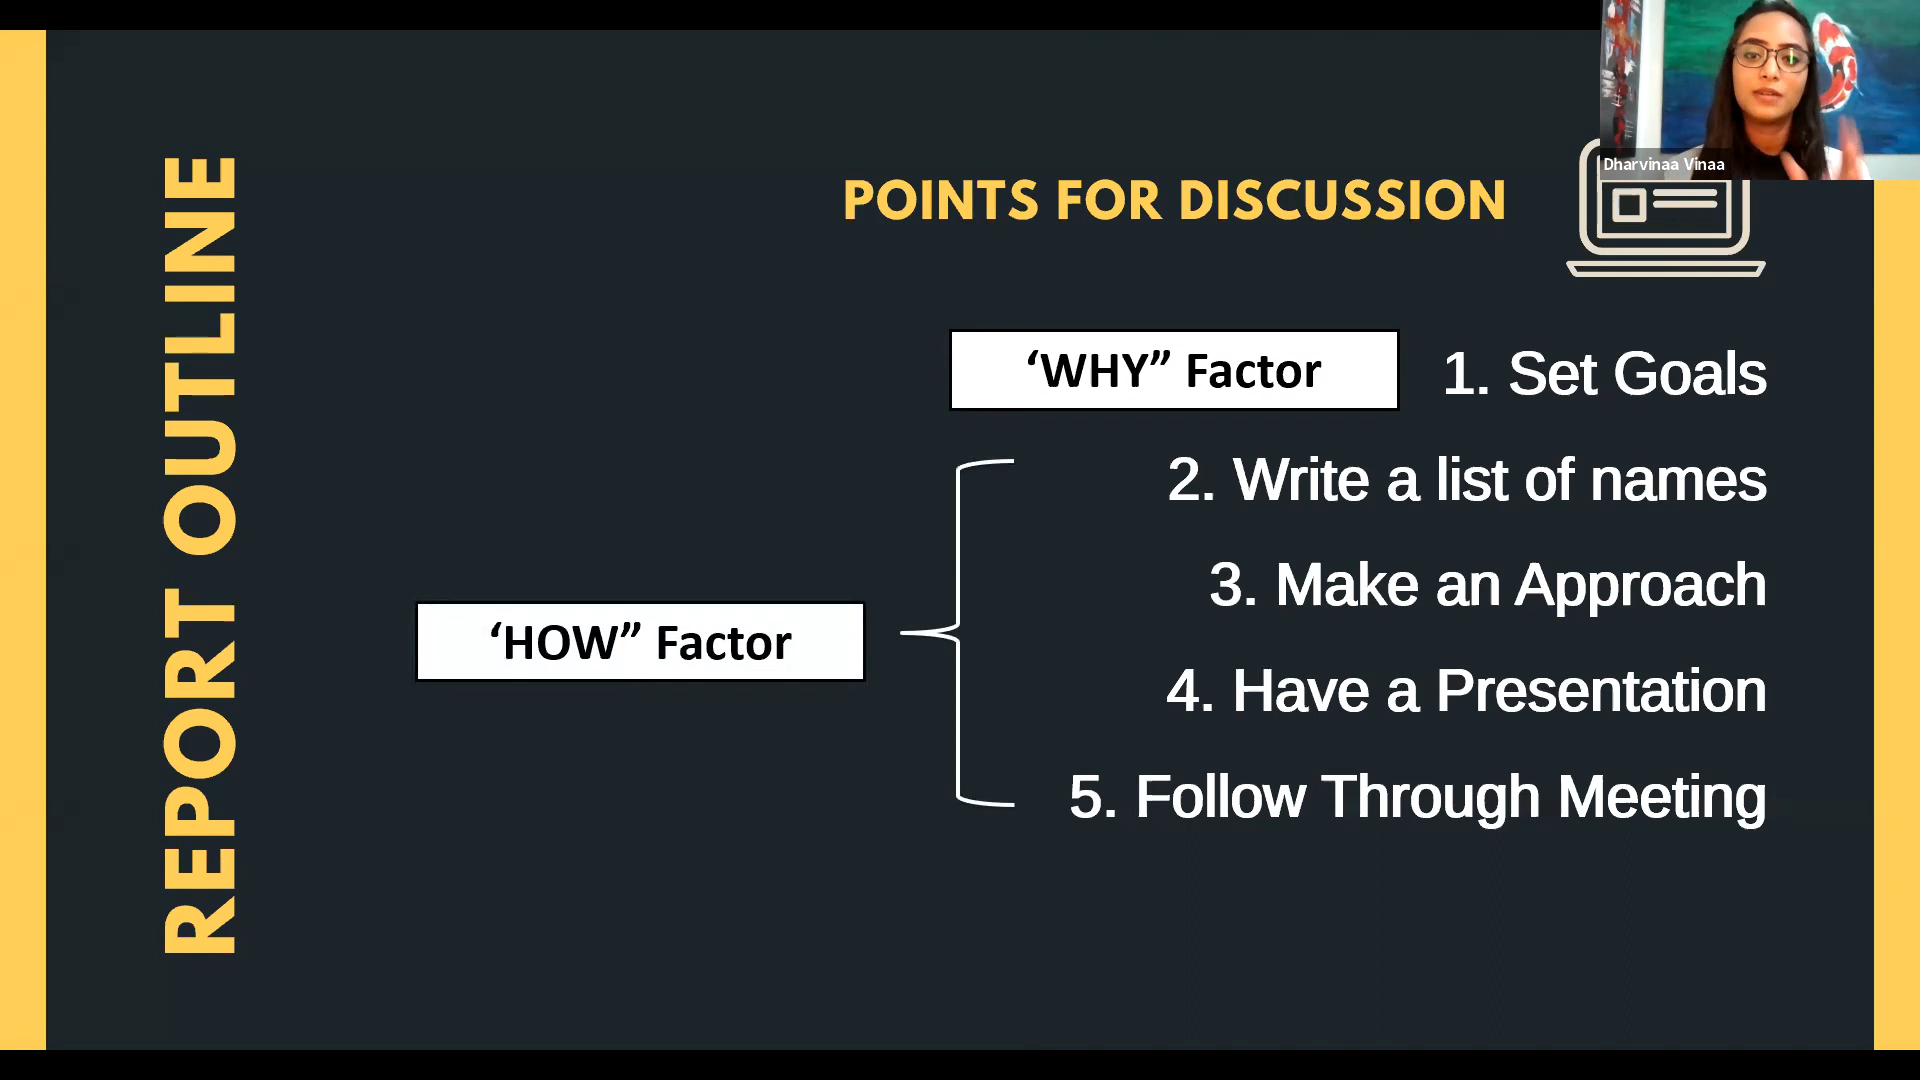 Dharvinaa Vinaa
REPORT OUTLINE
POINTS FOR DISCUSSION
‘WHY” Factor
1. Set Goals
2. Write a list of names
3. Make an Approach
‘HOW” Factor
4. Have a Presentation
5. Follow Through Meeting